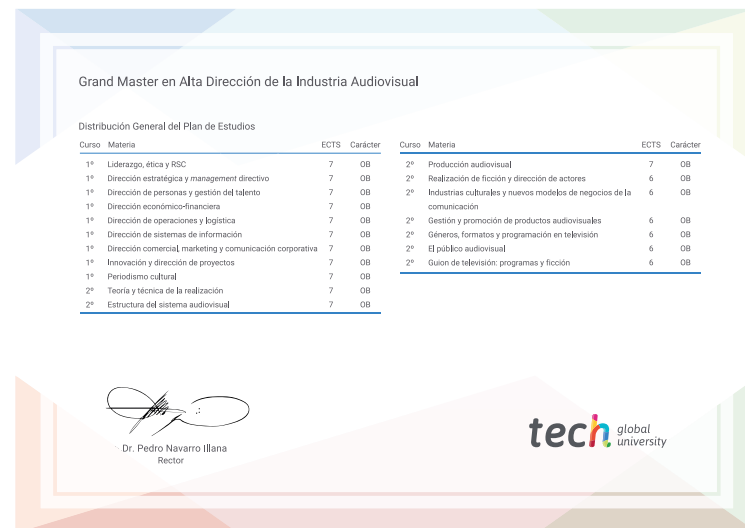 Grand Master en Alta Dirección de la Industria Audiovisual
Distribución General del Plan de Estudios
Curso Materia ECTS Carácter
1º Liderazgo, ética y RSC 7 OB
1º Dirección estratégica y management directivo 7 OB
1º Dirección de personas y gestión del talento 7 OB
1º Dirección económico-financiera 7 OB
1º Dirección de operaciones y logística 7 OB
1º Dirección de sistemas de información 7 OB
1º Dirección comercial, marketing y comunicación corporativa 7 OB
1º Innovación y dirección de proyectos 7 OB
1º Periodismo cultural 7 OB
2º Teoría y técnica de la realización 7 OB
2º Estructura del sistema audiovisual 7 OB
Curso Materia ECTS Carácter
2º Producción audiovisual 7 OB
2º Realización de ficción y dirección de actores 6 OB
2º Industrias culturales y nuevos modelos de negocios de la 6 OB
comunicación
2º Gestión y promoción de productos audiovisuales 6 OB
2º Géneros, formatos y programación en televisión 6 OB
2º El público audiovisual 6 OB
2º Guion de televisión: programas y ficción 6 OB
Dr. Pedro Navarro Illana
Rector
tech global
university